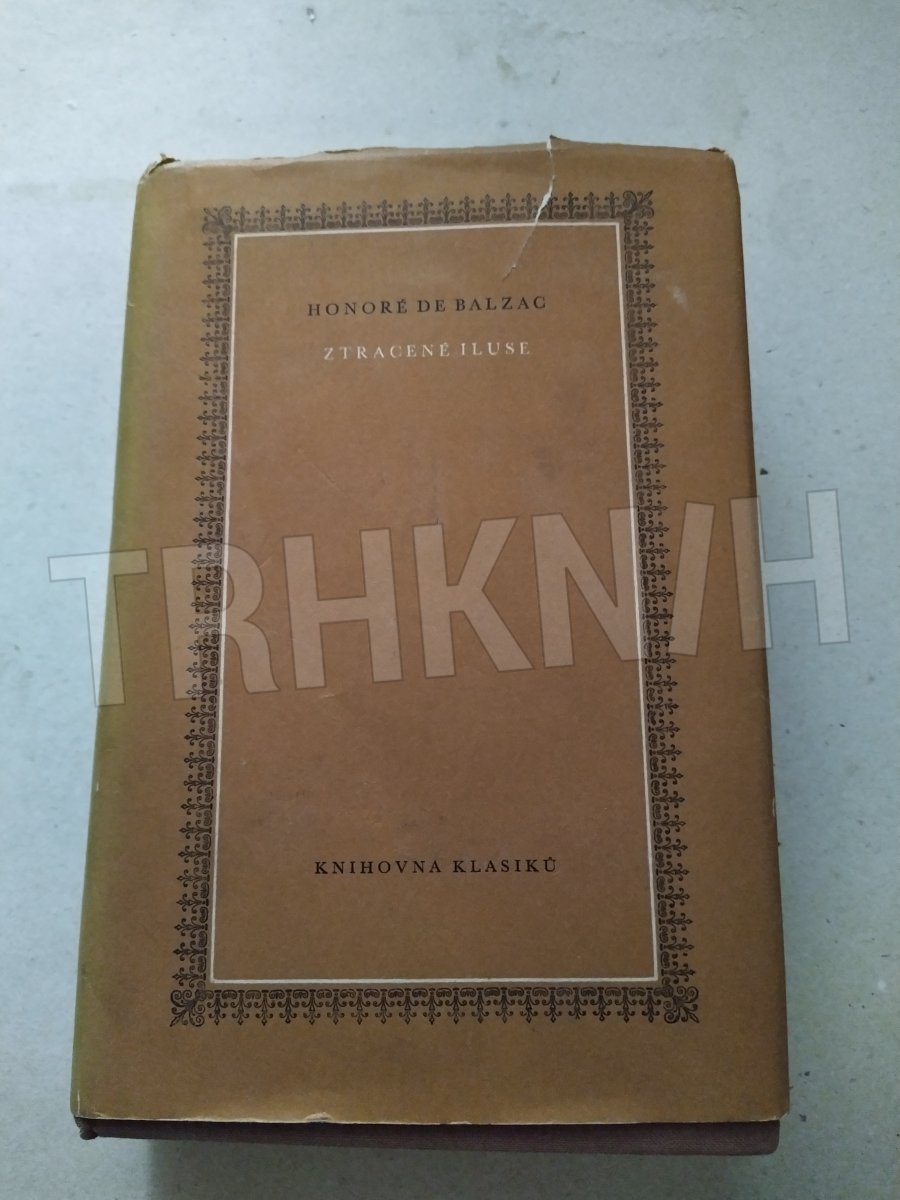 HONORÉ DE BALZAC
ZTRACENÉ ILUSE
TRHKNIH
KNIHOVNA KLASIKŮ